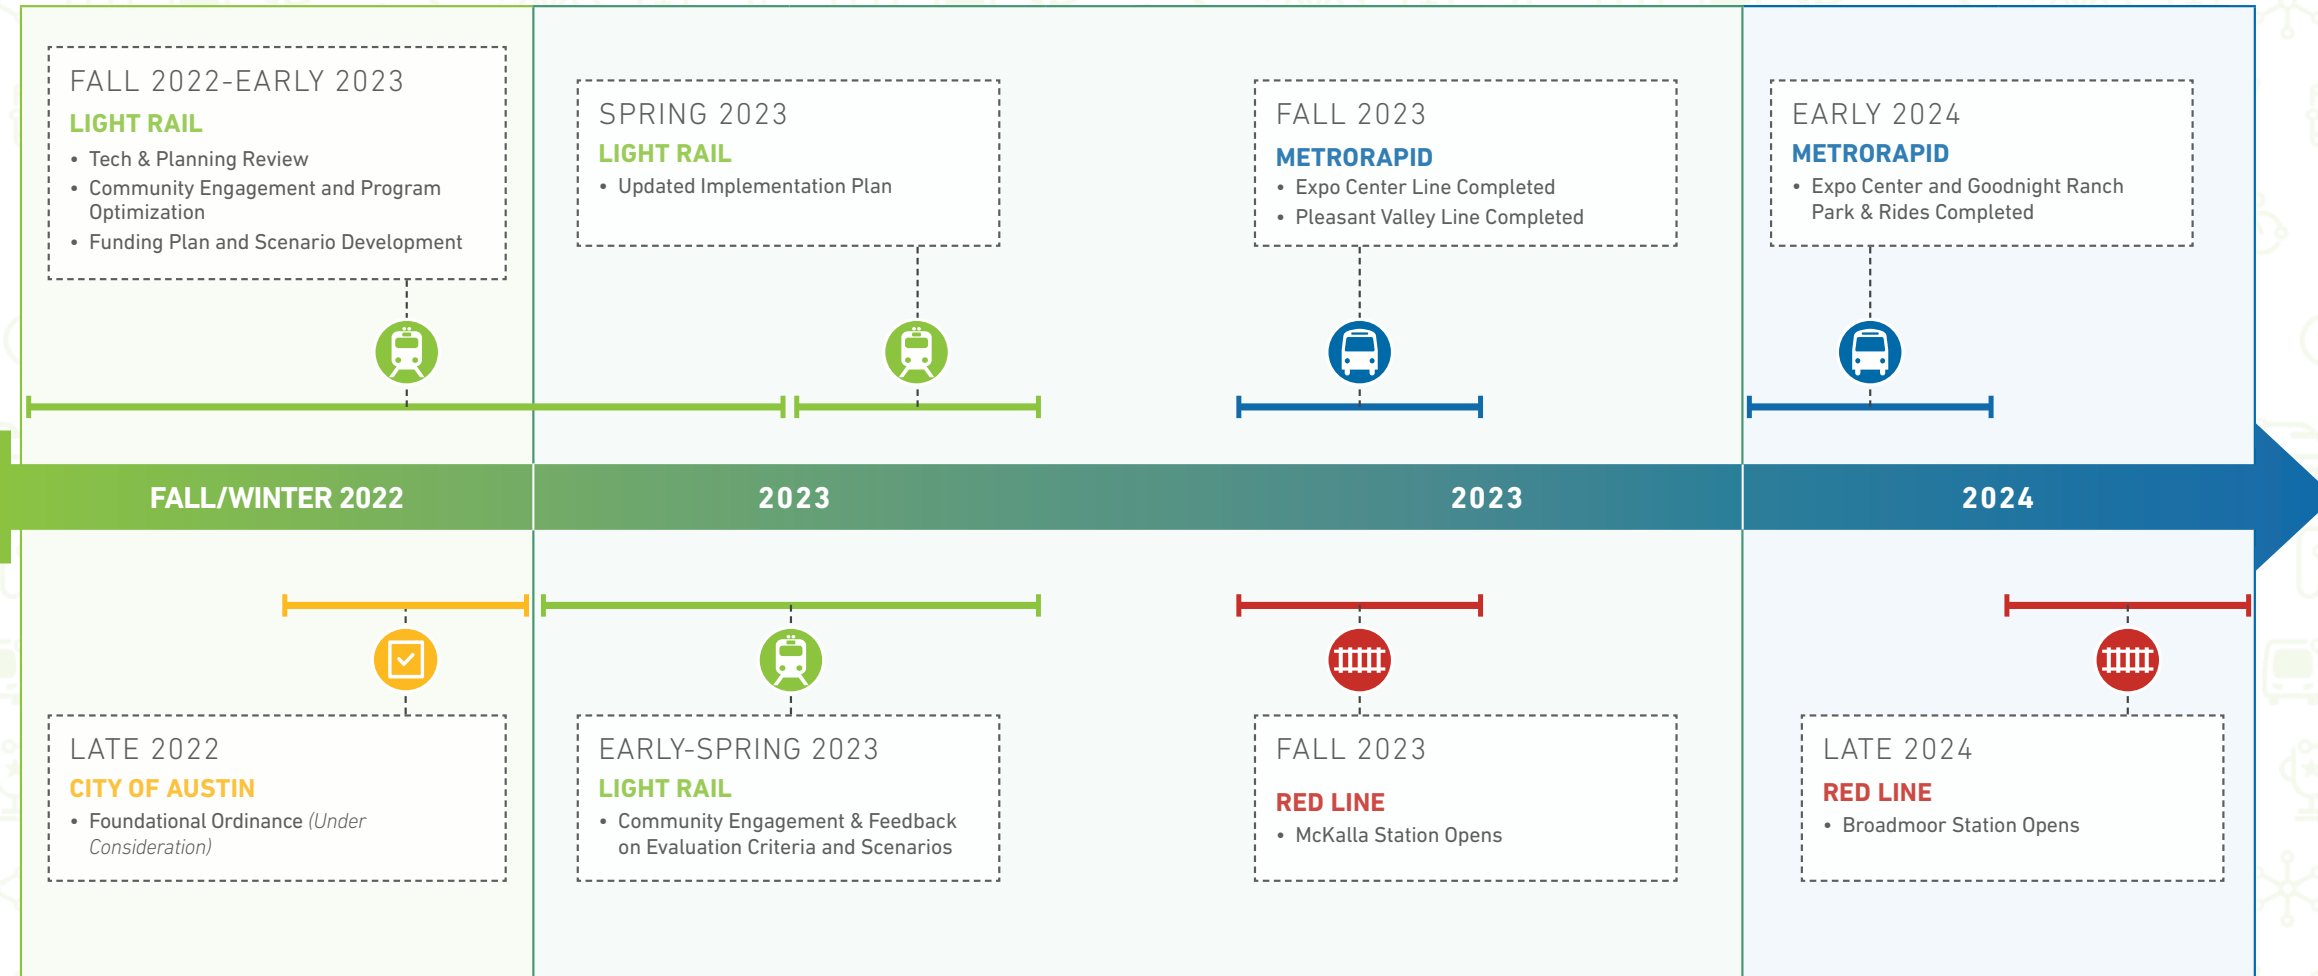 FALL 2022-EARLY 2023
LIGHT RAIL
• Tech & Planning Review
• Community Engagement and Program
Optimization
• Funding Plan and Scenario Development
SPRING 2023
LIGHT RAIL
• Updated Implementation Plan
FALL 2023
METRORAPID
• Expo Center Line Completed
• Pleasant Valley Line Completed
EARLY 2024
METRORAPID
• Expo Center and Goodnight Ranch
Park & Rides Completed
FALL/WINTER 2022
2023
2023
2024
LATE 2022
CITY OF AUSTIN
• Foundational Ordinance (Under
Consideration)
EARLY-SPRING 2023
LIGHT RAIL
• Community Engagement & Feedback
on Evaluation Criteria and Scenarios
FALL 2023
RED LINE
• McKalla Station Opens
LATE 2024
RED LINE
• Broadmoor Station Opens